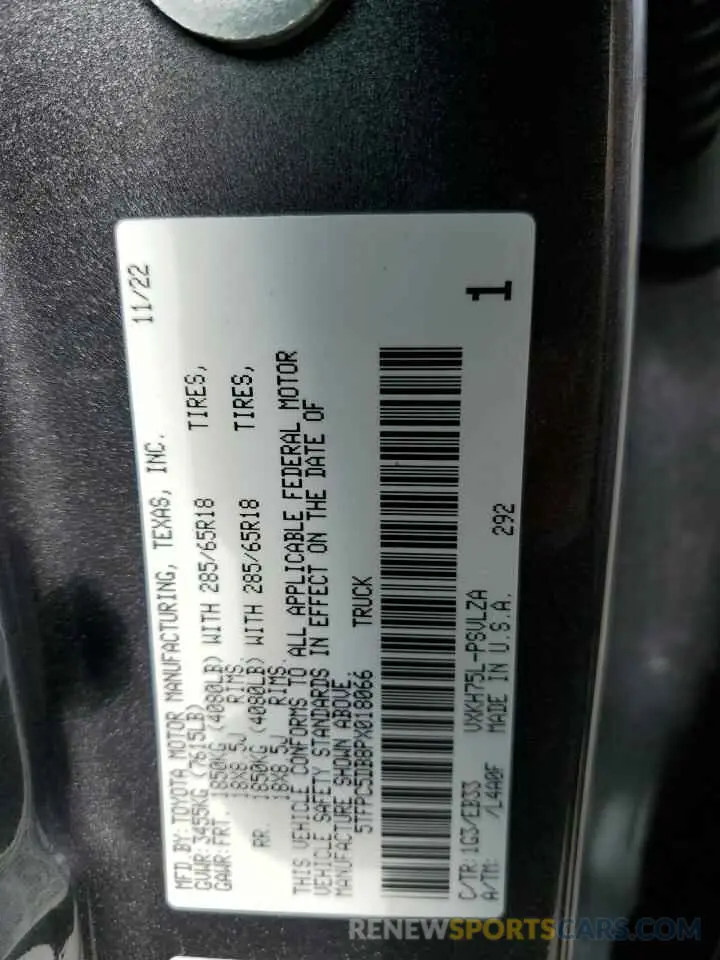 MFD.BY:TOYOTA MOTOR MANUFACTURING, TEXAS, INC. 11/22
GVWR:3455KG (7615LB)
GAWR:FRT. 1850KG (4080LB) WITH 285/65R18 TIRES,
18X8.5J RIMS.
RR. 1850KG (4080LB) WITH 285/65R18 TIRES,
18X8.5J RIMS.
THIS VEHICLE CONFORMS TO ALL APPLICABLE FEDERAL MOTOR
VEHICLE SAFETY STANDARDS IN EFFECT ON THE DATE OF
MANUFACTURE SHOWN ABOVE.
5TFPC5DB8PX018066 TRUCK
C/TR:1G3/EB33 VXKH75L-PSVLZA 1
A/TM: /L4A0F MADE IN U.S.A. 292
RENEWSPORTSCARS.COM